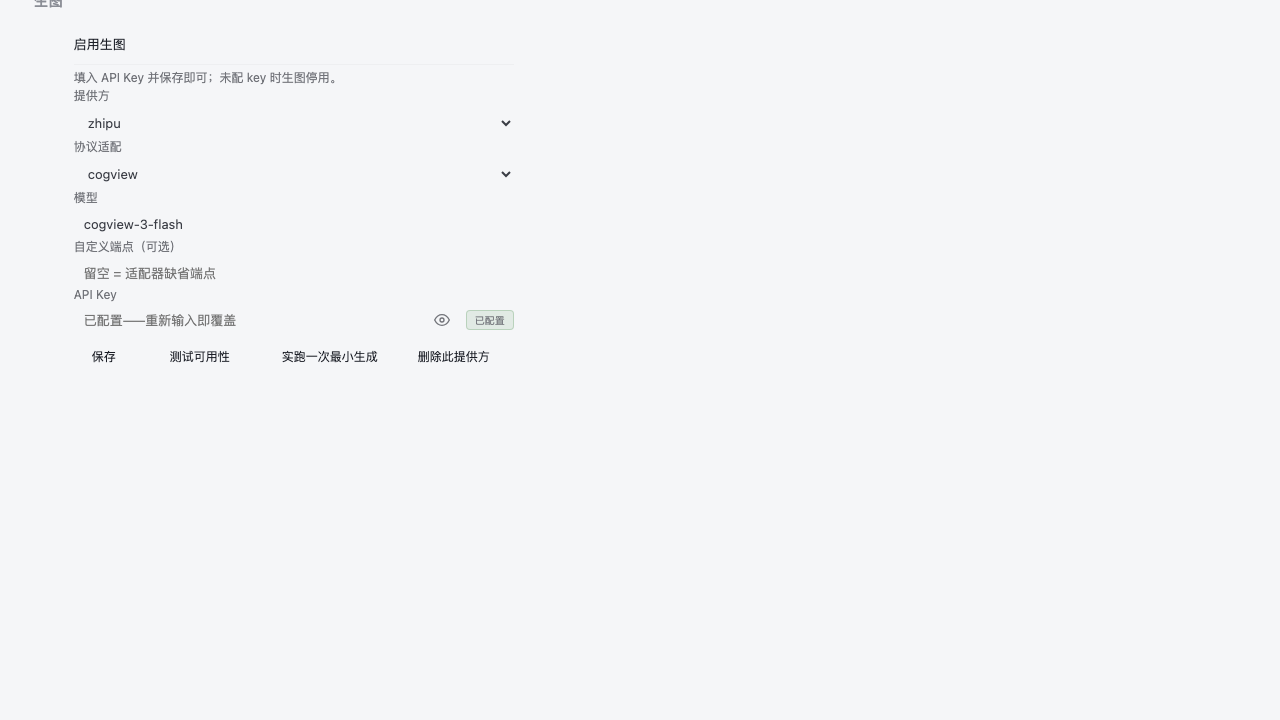 生图
启用生图
填入 API Key 并保存即可；未配 key 时生图停用。
提供方
zhipu
协议适配
cogview
模型
cogview-3-flash
自定义端点（可选）
留空 = 适配器缺省端点
API Key
已配置——重新输入即覆盖 已配置
保存 测试可用性 实跑一次最小生成 删除此提供方